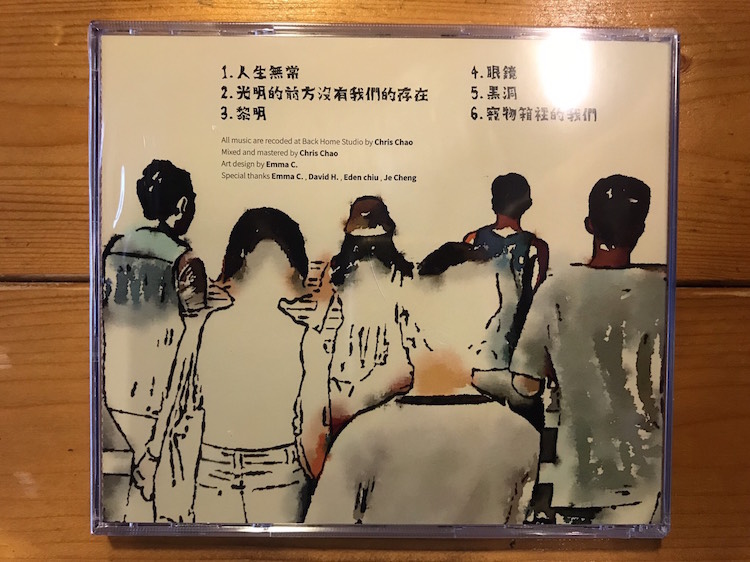 1.人生無常
2.光明的前方沒有我們的存在
3.黎明
4.眼鏡
5.黑洞
6.寵物箱裡的我們
All music are recoded at Back Home Studio by Chris Chao
Mixed and mastered by Chris Chao
Art design by Emma C.
Special thanks Emma C. , David H. , Eden chiu , Je Cheng